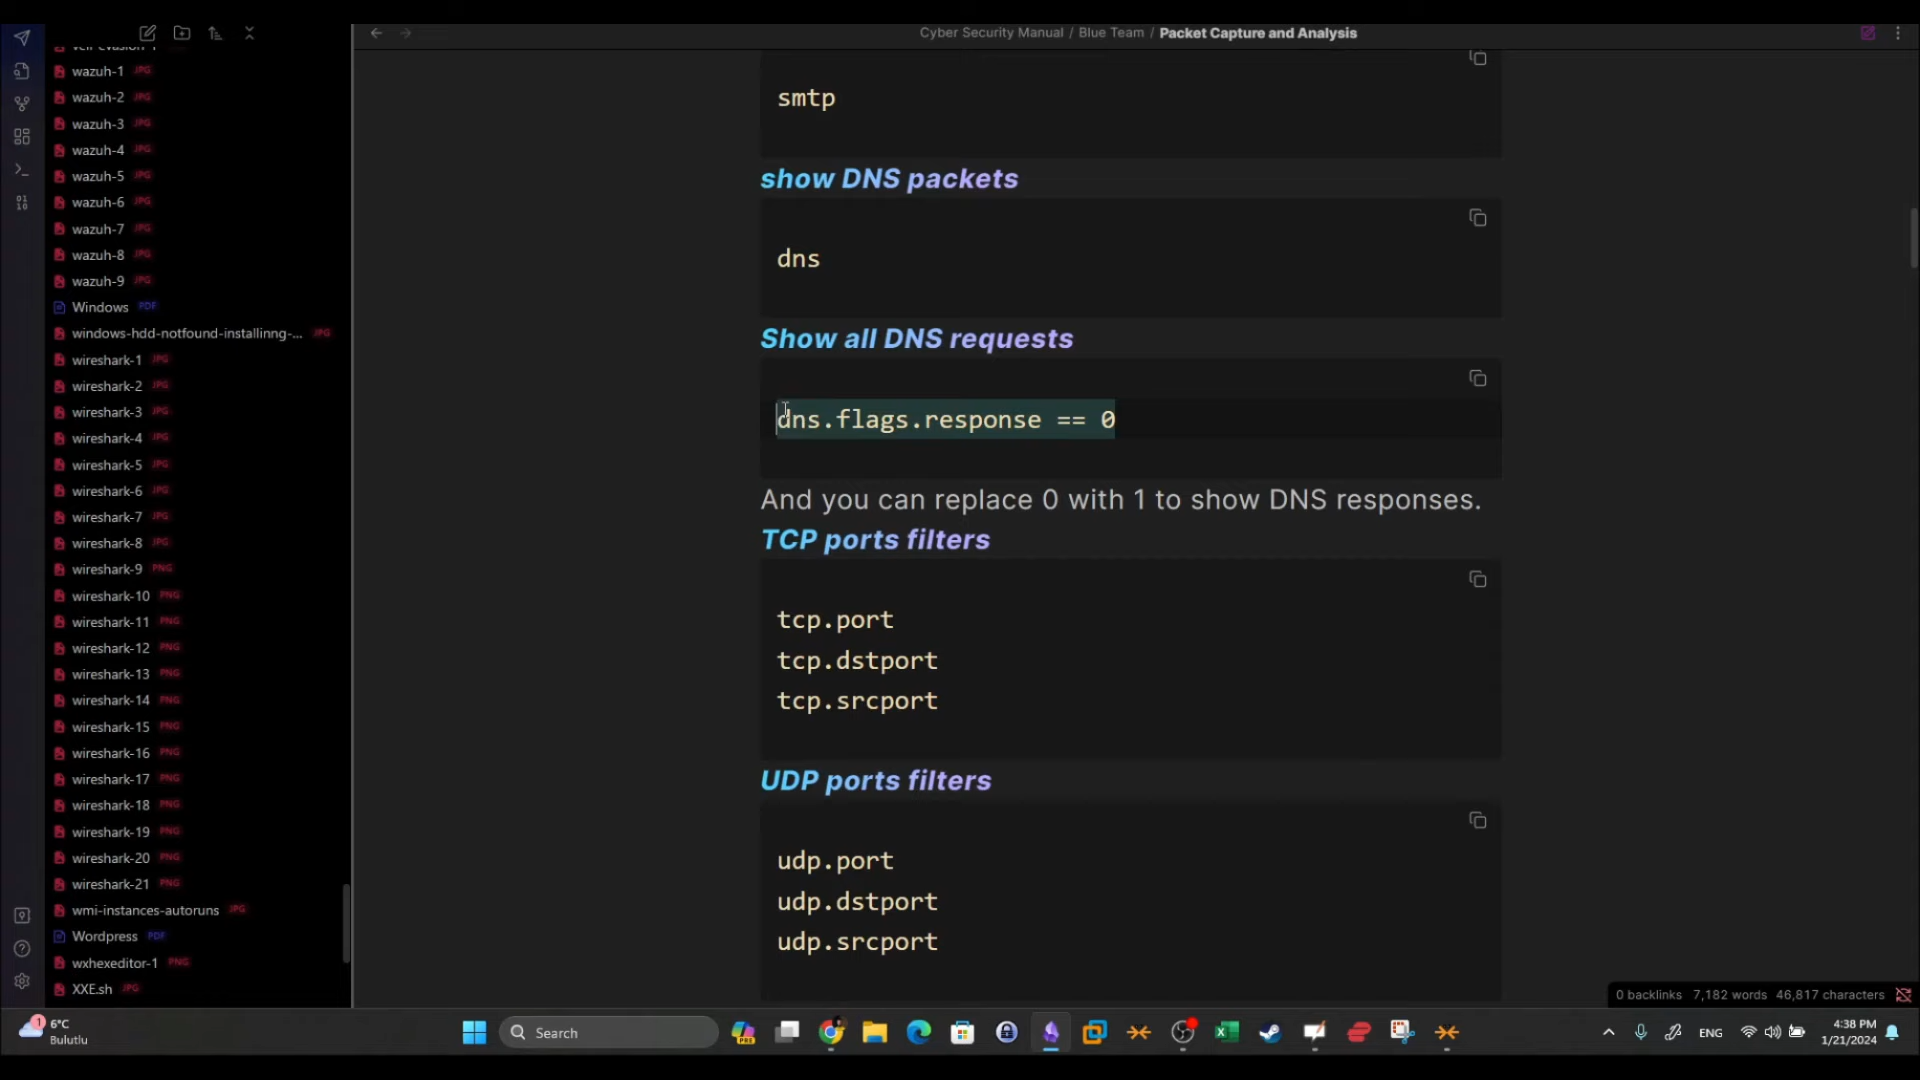 Cyber Security Manual / Blue Team / Packet Capture and Analysis
wazuh-1 JPG
wazuh-2 JPG
wazuh-3 JPG
wazuh-4 JPG
wazuh-5 JPG
wazuh-6 JPG
wazuh-7 JPG
wazuh-8 JPG
wazuh-9 JPG
Windows PDF
windows-hdd-notfound-installinng-... JPG
wireshark-1 JPG
wireshark-2 JPG
wireshark-3 JPG
wireshark-4 JPG
wireshark-5 JPG
wireshark-6 JPG
wireshark-7 JPG
wireshark-8 JPG
wireshark-9 PNG
wireshark-10 PNG
wireshark-11 PNG
wireshark-12 PNG
wireshark-13 PNG
wireshark-14 PNG
wireshark-15 PNG
wireshark-16 PNG
wireshark-17 PNG
wireshark-18 PNG
wireshark-19 PNG
wireshark-20 PNG
wireshark-21 PNG
wmi-instances-autoruns JPG
Wordpress PDF
wxhexeditor-1 PNG
XXE.sh JPG
smtp
show DNS packets
dns
Show all DNS requests
dns.flags.response == 0
And you can replace 0 with 1 to show DNS responses.
TCP ports filters
tcp.port
tcp.dstport
tcp.srcport
UDP ports filters
udp.port
udp.dstport
udp.srcport
0 backlinks 7,182 words 46,817 characters
1
6°C
Bulutlu
Search
PRE
ENG
4:38 PM
1/21/2024